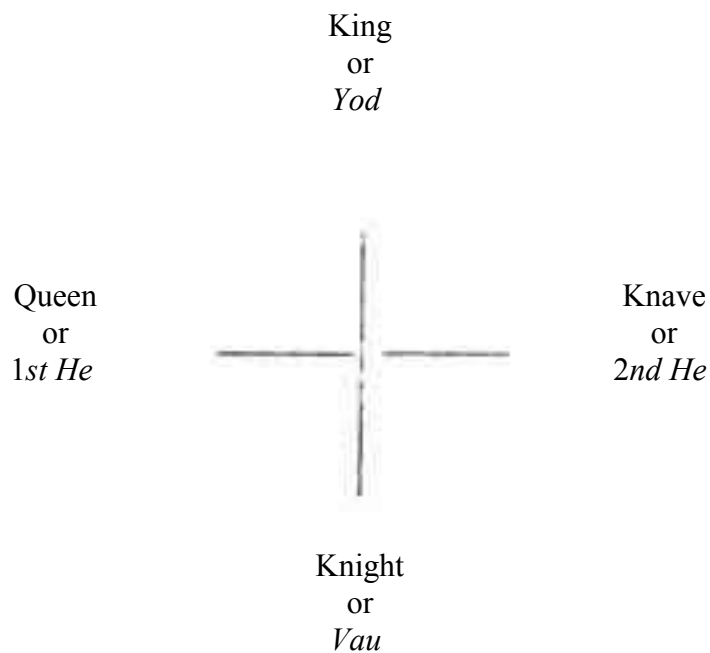 King
or
Yod
Queen
or
1st He
Knave
or
2nd He
Knight
or
Vau